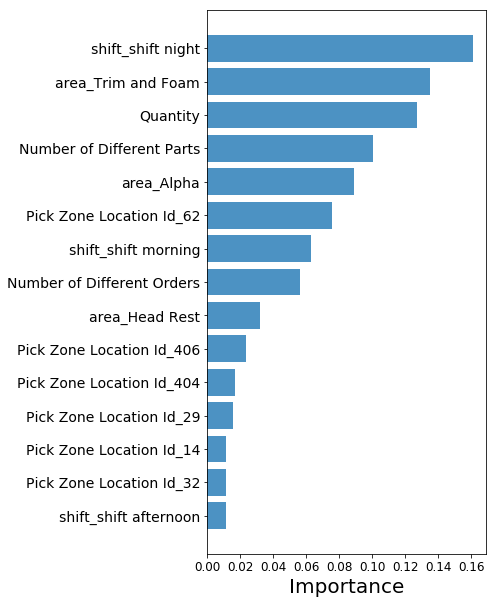 shift_shift night
area_Trim and Foam
Quantity
Number of Different Parts
area_Alpha
Pick Zone Location Id_62
shift_shift morning
Number of Different Orders
area_Head Rest
Pick Zone Location Id_406
Pick Zone Location Id_404
Pick Zone Location Id_29
Pick Zone Location Id_14
Pick Zone Location Id_32
shift_shift afternoon
0.00 0.02 0.04 0.06 0.08 0.10 0.12 0.14 0.16
Importance